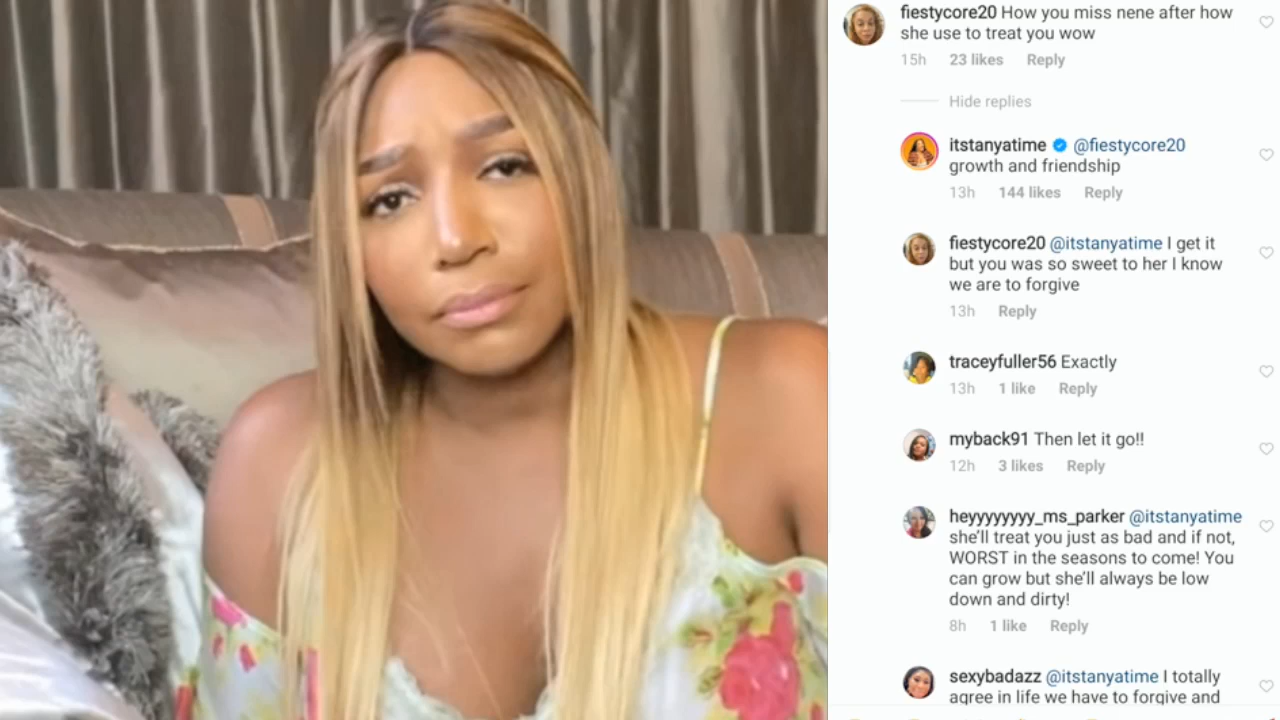 fiestycore20 How you miss nene after how
she use to treat you wow
15h 23 likes Reply
Hide replies
itstanyatime @fiestycore20
growth and friendship
13h 144 likes Reply
fiestycore20 @itstanyatime I get it
but you was so sweet to her I know
we are to forgive
13h Reply
traceyfuller56 Exactly
13h 1 like Reply
myback91 Then let it go!!
12h 3 likes Reply
heyyyyyyyy_ms_parker @itstanyatime
she'll treat you just as bad and if not,
WORST in the seasons to come! You
can grow but she'll always be low
down and dirty!
8h 1 like Reply
sexybadazz @itstanyatime I totally
agree in life we have to forgive and